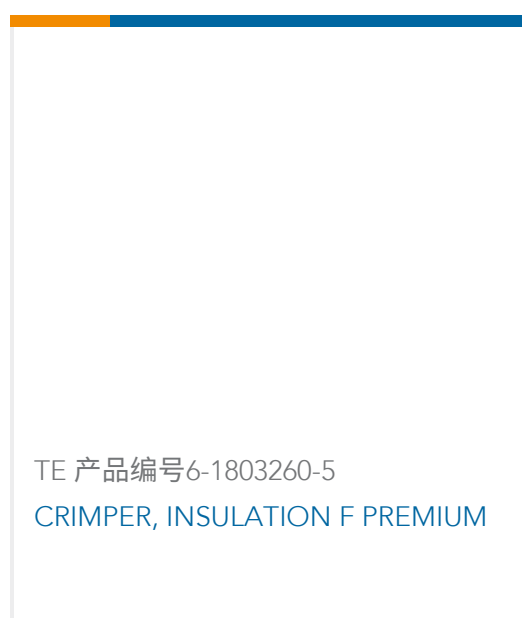 TE 产品编号6-1803260-5
CRIMPER, INSULATION F PREMIUM